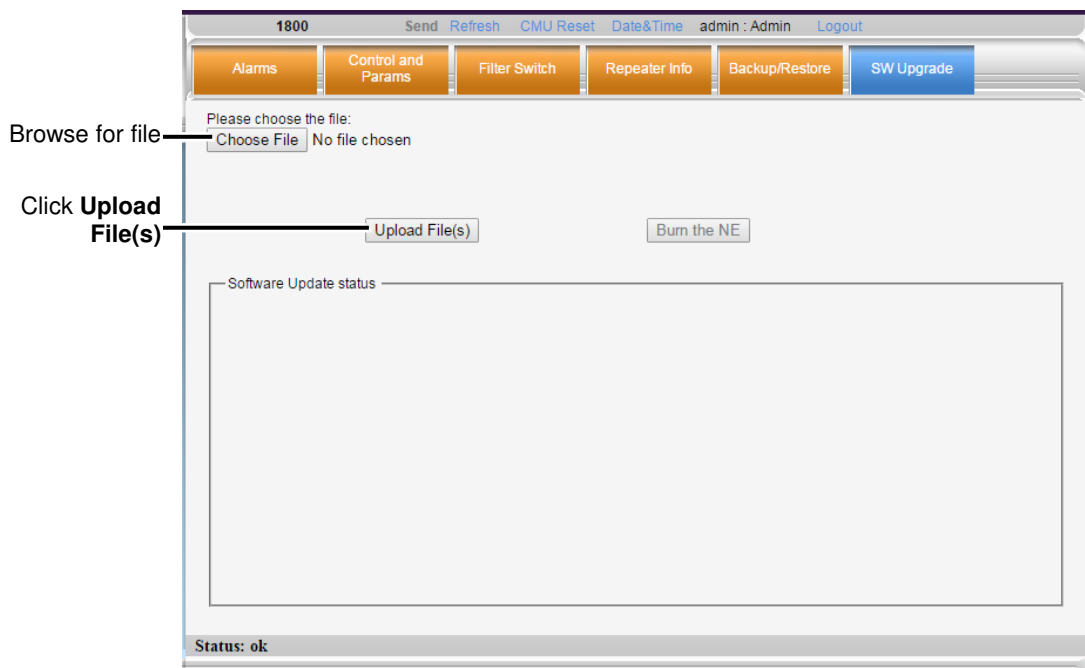 1800 Send Refresh CMU Reset Date&Time admin : Admin Logout
Alarms
Control and
Params
Filter Switch
Repeater Info
Backup/Restore
SW Upgrade
Please choose the file:
Browse for file
Choose File No file chosen
Click Upload
File(s)
Upload File(s)
Burn the NE
Software Update status
Status: ok